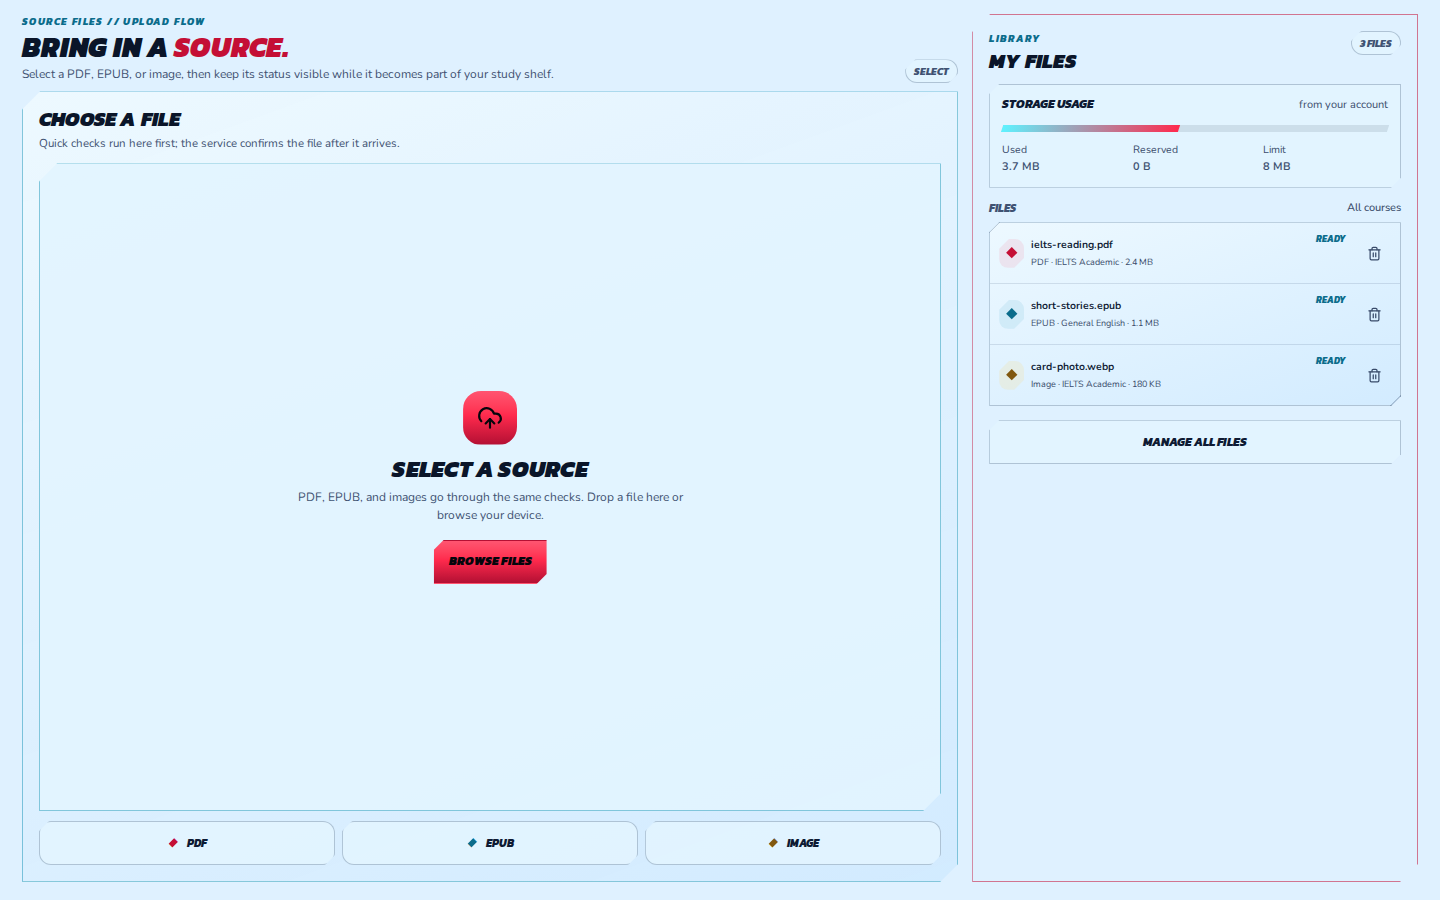 SOURCE FILES // UPLOAD FLOW
BRING IN A SOURCE.
Select a PDF, EPUB, or image, then keep its status visible while it becomes part of your study shelf.
SELECT
CHOOSE A FILE
Quick checks run here first; the service confirms the file after it arrives.
SELECT A SOURCE
PDF, EPUB, and images go through the same checks. Drop a file here or
browse your device.
BROWSE FILES
PDF
EPUB
IMAGE
LIBRARY
MY FILES
3 FILES
STORAGE USAGE
from your account
Used
Reserved
Limit
3.7 MB
0 B
8 MB
FILES
All courses
ielts-reading.pdf
PDF · IELTS Academic · 2.4 MB
READY
short-stories.epub
EPUB · General English · 1.1 MB
READY
card-photo.webp
Image · IELTS Academic · 180 KB
READY
MANAGE ALL FILES